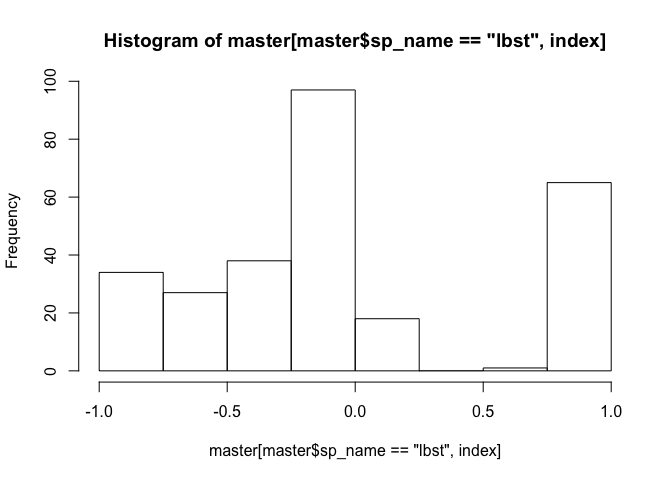 Histogram of master[master$sp_name == "lbst", index]
Frequency
100
80
60
40
20
0
-1.0 -0.5 0.0 0.5 1.0
master[master$sp_name == "lbst", index]